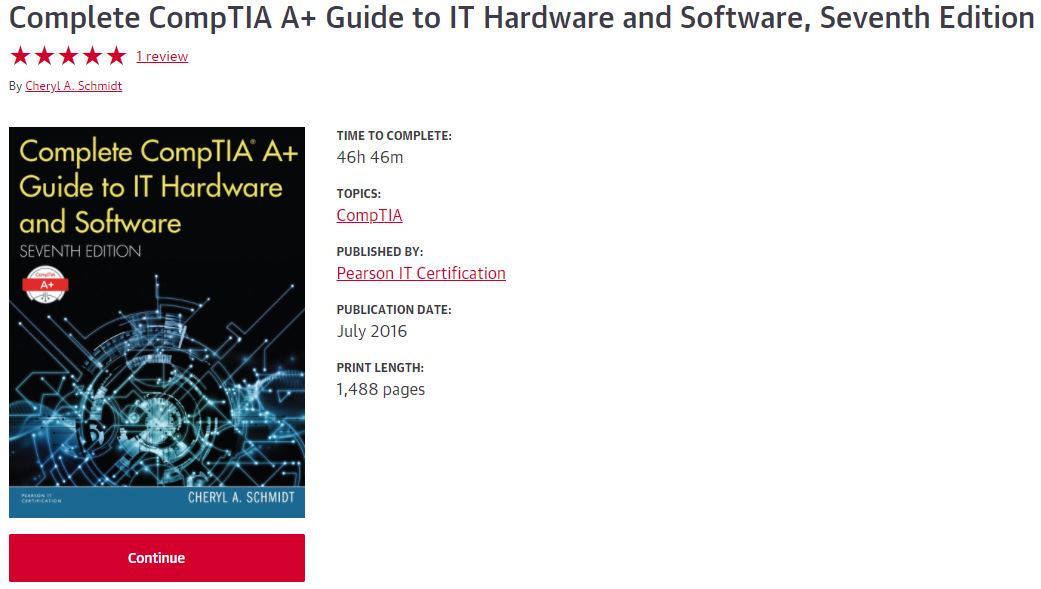 Complete CompTIA A+ Guide to IT Hardware and Software, Seventh Edition
1 review
By Cheryl A. Schmidt
Complete CompTIA® A+
Guide to IT Hardware
and Software
SEVENTH EDITION
CompTIA
A+
PEARSON IT
CERTIFICATION
CHERYL A. SCHMIDT
Continue
TIME TO COMPLETE:
46h 46m
TOPICS:
CompTIA
PUBLISHED BY:
Pearson IT Certification
PUBLICATION DATE:
July 2016
PRINT LENGTH:
1,488 pages